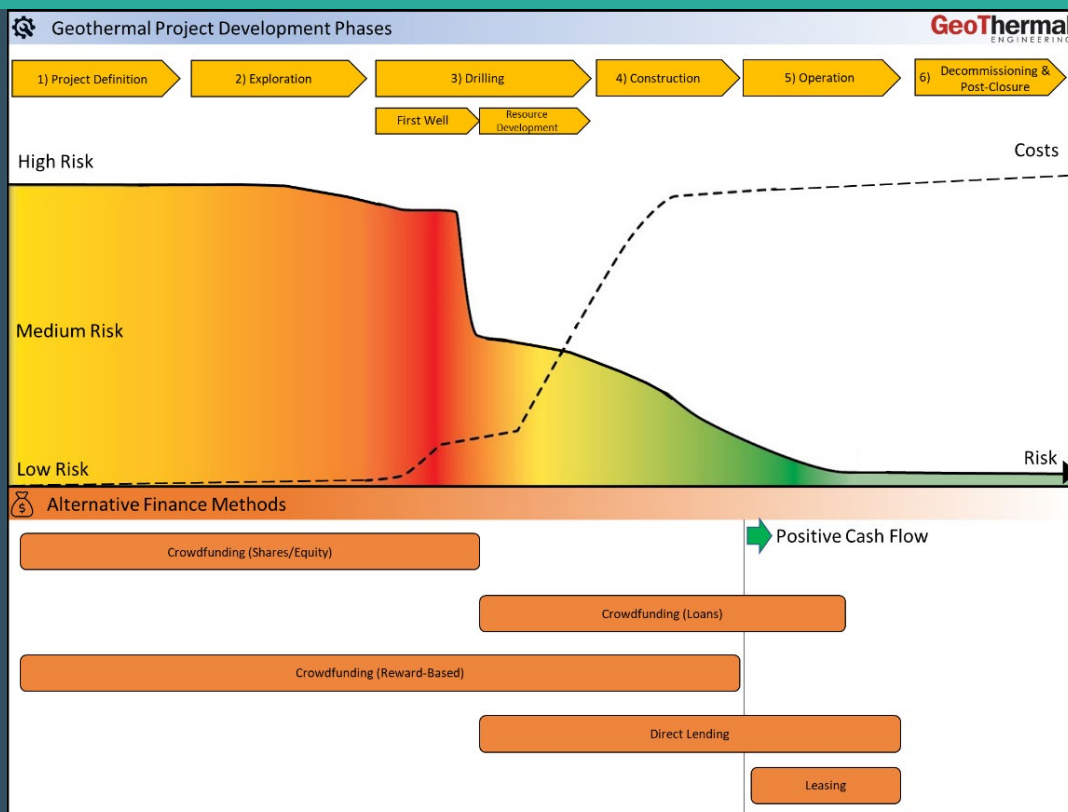 Geothermal Project Development Phases
GeoThermal
ENGINEERING
1) Project Definition
2) Exploration
3) Drilling
4) Construction
5) Operation
6) Decommissioning &
Post-Closure
First Well
Resource
Development
High Risk
Costs
Medium Risk
Low Risk
Risk
$ Alternative Finance Methods
Positive Cash Flow
Crowdfunding (Shares/Equity)
Crowdfunding (Loans)
Crowdfunding (Reward-Based)
Direct Lending
Leasing